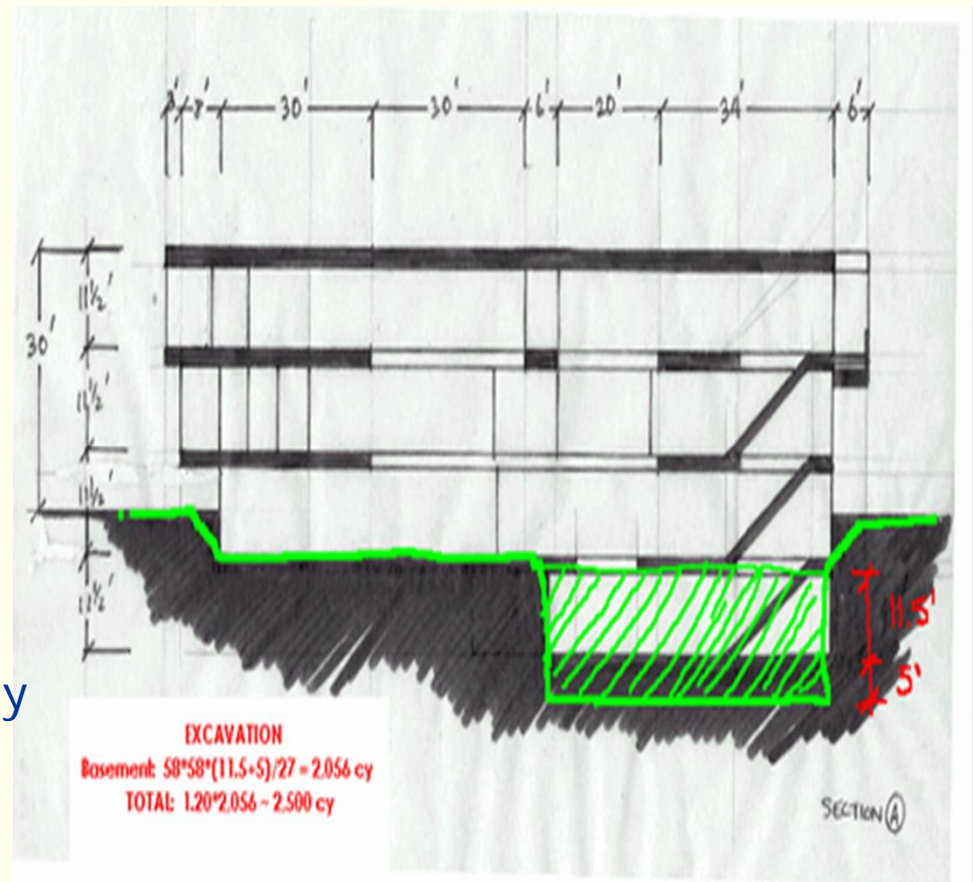 3' 8' 30' 30' 6' 20' 34' 6'
30'
11½'
11½'
11½'
11½'
11.5'
5'
y
EXCAVATION
Basement: 58*58*(11.5+5)/27 = 2,056 cy
TOTAL: 1.20*2,056 ~ 2,500 cy
SECTION A